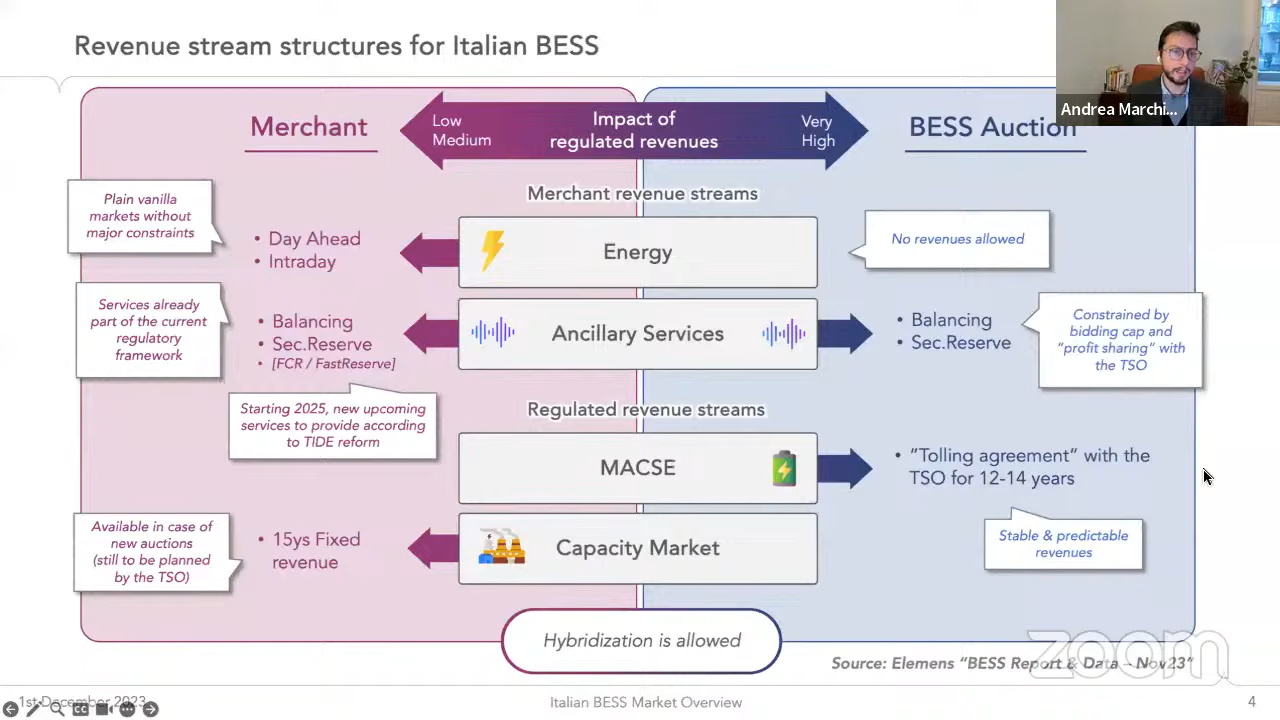 Revenue stream structures for Italian BESS
Andrea Marchi...
Merchant
Low
Medium
Impact of
regulated revenues
Very
High
BESS Auction
Merchant revenue streams
Plain vanilla
markets without
major constraints
• Day Ahead
• Intraday
Energy
No revenues allowed
Services already
part of the current
regulatory
framework
• Balancing
• Sec.Reserve
• [FCR / FastReserve]
Ancillary Services
• Balancing
• Sec.Reserve
Constrained by
bidding cap and
"profit sharing" with
the TSO
Starting 2025, new upcoming
services to provide according
to TIDE reform
Regulated revenue streams
MACSE
• "Tolling agreement" with the
TSO for 12-14 years
Stable & predictable
revenues
Available in case of
new auctions
(still to be planned
by the TSO)
• 15ys Fixed
revenue
Capacity Market
Hybridization is allowed
Source: Elemens "BESS Report & Data – Nov23"
zoom
1st December 2023
CC
Italian BESS Market Overview
4